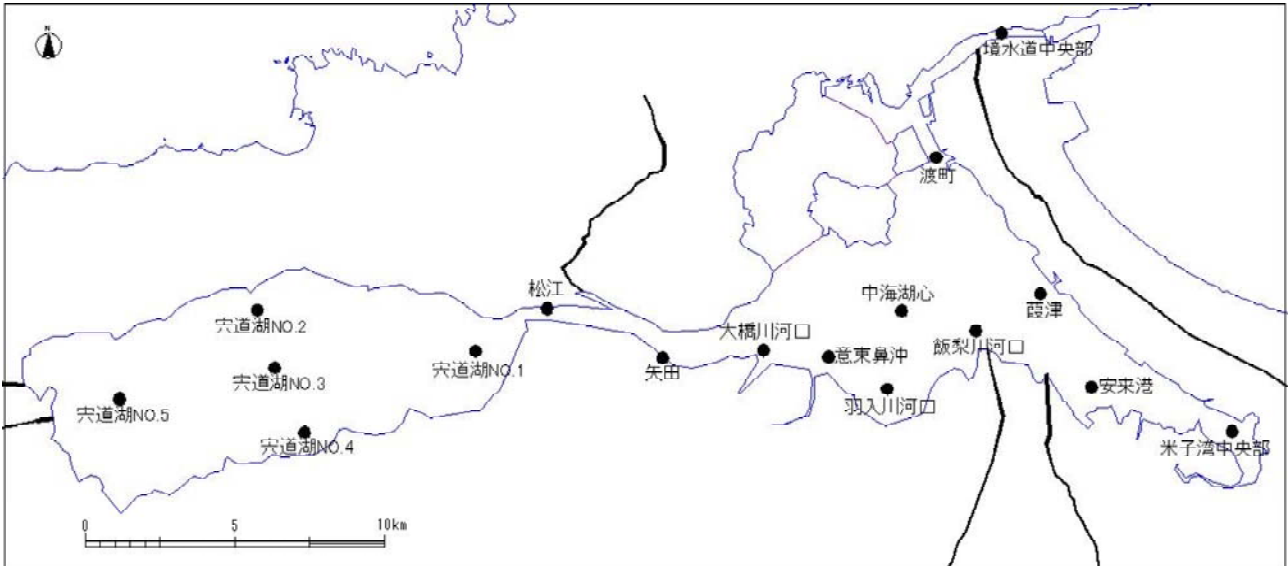 N
境水道中央部
渡町
松江
中海湖心
葭津
宍道湖NO.2
大橋川河口
飯梨川河口
宍道湖NO.3
宍道湖NO.1
矢田
意東鼻沖
安来港
宍道湖NO.5
羽入川河口
宍道湖NO.4
米子湾中央部
0 5 10km